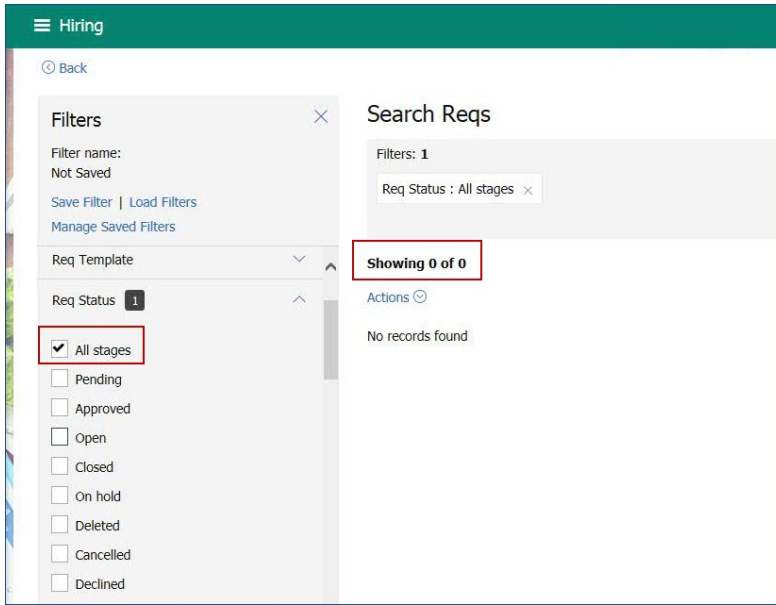 Hiring
Back
Filters
Filter name:
Not Saved
Save Filter | Load Filters
Manage Saved Filters
Req Template
Req Status 1
All stages
Pending
Approved
Open
Closed
On hold
Deleted
Cancelled
Declined
Search Reqs
Filters: 1
Req Status : All stages ×
Showing 0 of 0
Actions
No records found